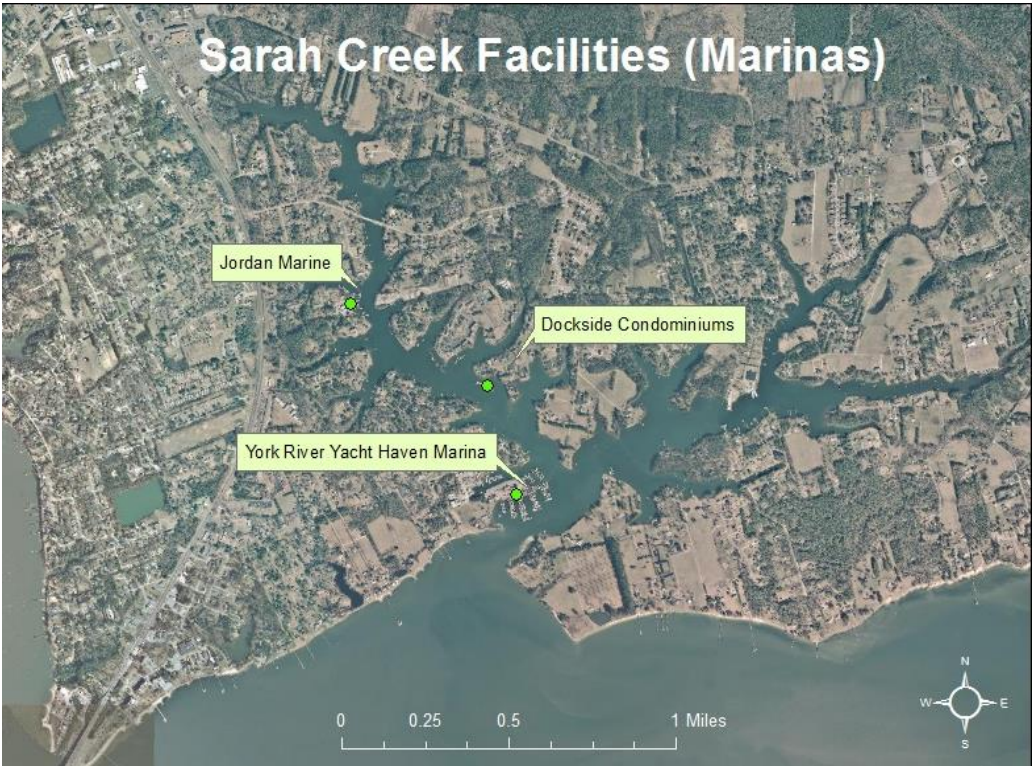 Sarah Creek Facilities (Marinas)
Jordan Marine
Dockside Condominiums
York River Yacht Haven Marina
N
W E
S
0 0.25 0.5 1 Miles